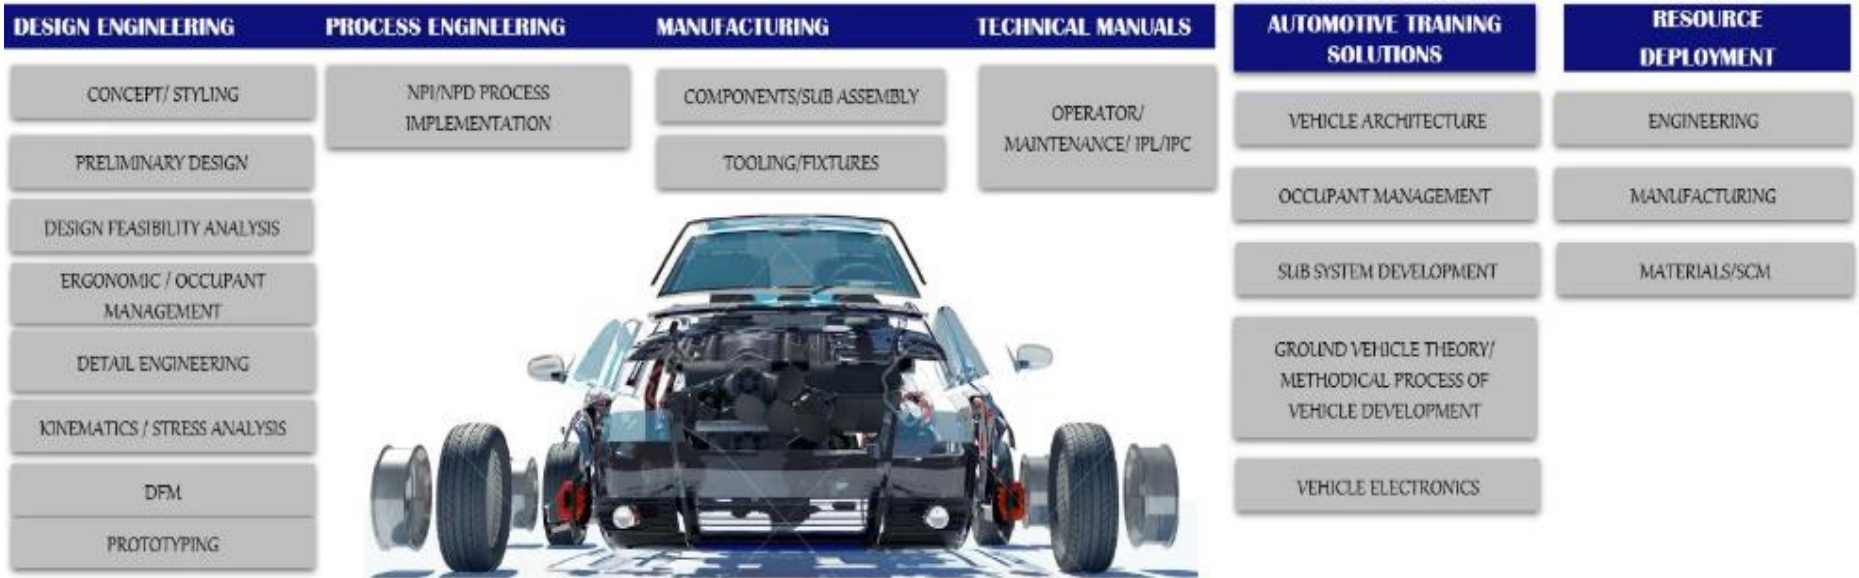 DESIGN ENGINEERING
CONCEPT/ STYLING
PRELIMINARY DESIGN
DESIGN FEASIBILITY ANALYSIS
ERGONOMIC / OCCUPANT
MANAGEMENT
DETAIL ENGINEERING
KINEMATICS / STRESS ANALYSIS
DFM
PROTOTYPING
PROCESS ENGINEERING
NPI/NPD PROCESS
IMPLEMENTATION
MANUFACTURING
COMPONENTS/SUB ASSEMBLY
TOOLING/FIXTURES
TECHNICAL MANUALS
OPERATOR/
MAINTENANCE/ IPL/IPC
AUTOMOTIVE TRAINING
SOLUTIONS
VEHICLE ARCHITECTURE
OCCUPANT MANAGEMENT
SUB SYSTEM DEVELOPMENT
GROUND VEHICLE THEORY/
METHODICAL PROCESS OF
VEHICLE DEVELOPMENT
VEHICLE ELECTRONICS
RESOURCE
DEPLOYMENT
ENGINEERING
MANUFACTURING
MATERIALS/SCM